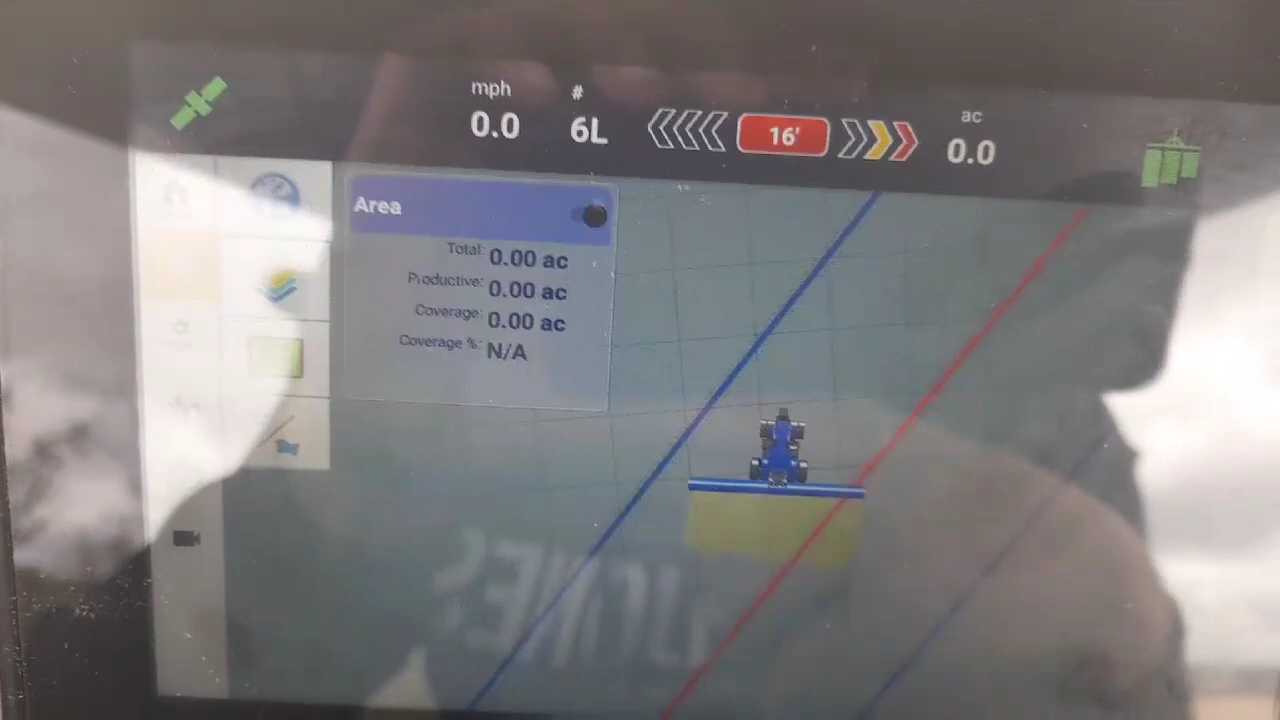 mph
#
ac
0.0
6L
16'
0.0
Area
Total: 0.00 ac
Productive: 0.00 ac
Coverage: 0.00 ac
Coverage %: N/A